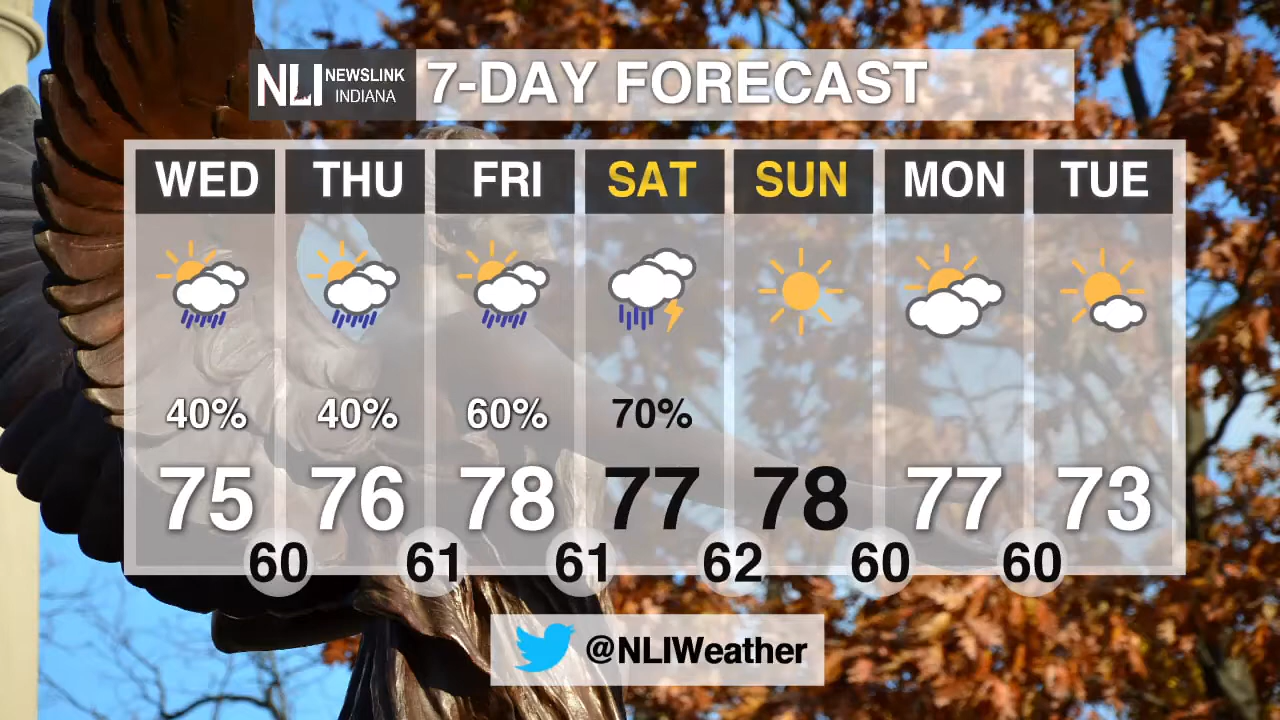 NLI NEWSLINK INDIANA 7-DAY FORECAST
WED THU FRI SAT SUN MON TUE
40% 40% 60% 70%
75 76 78 77 78 77 73
60 61 61 62 60 60
@NLIWeather